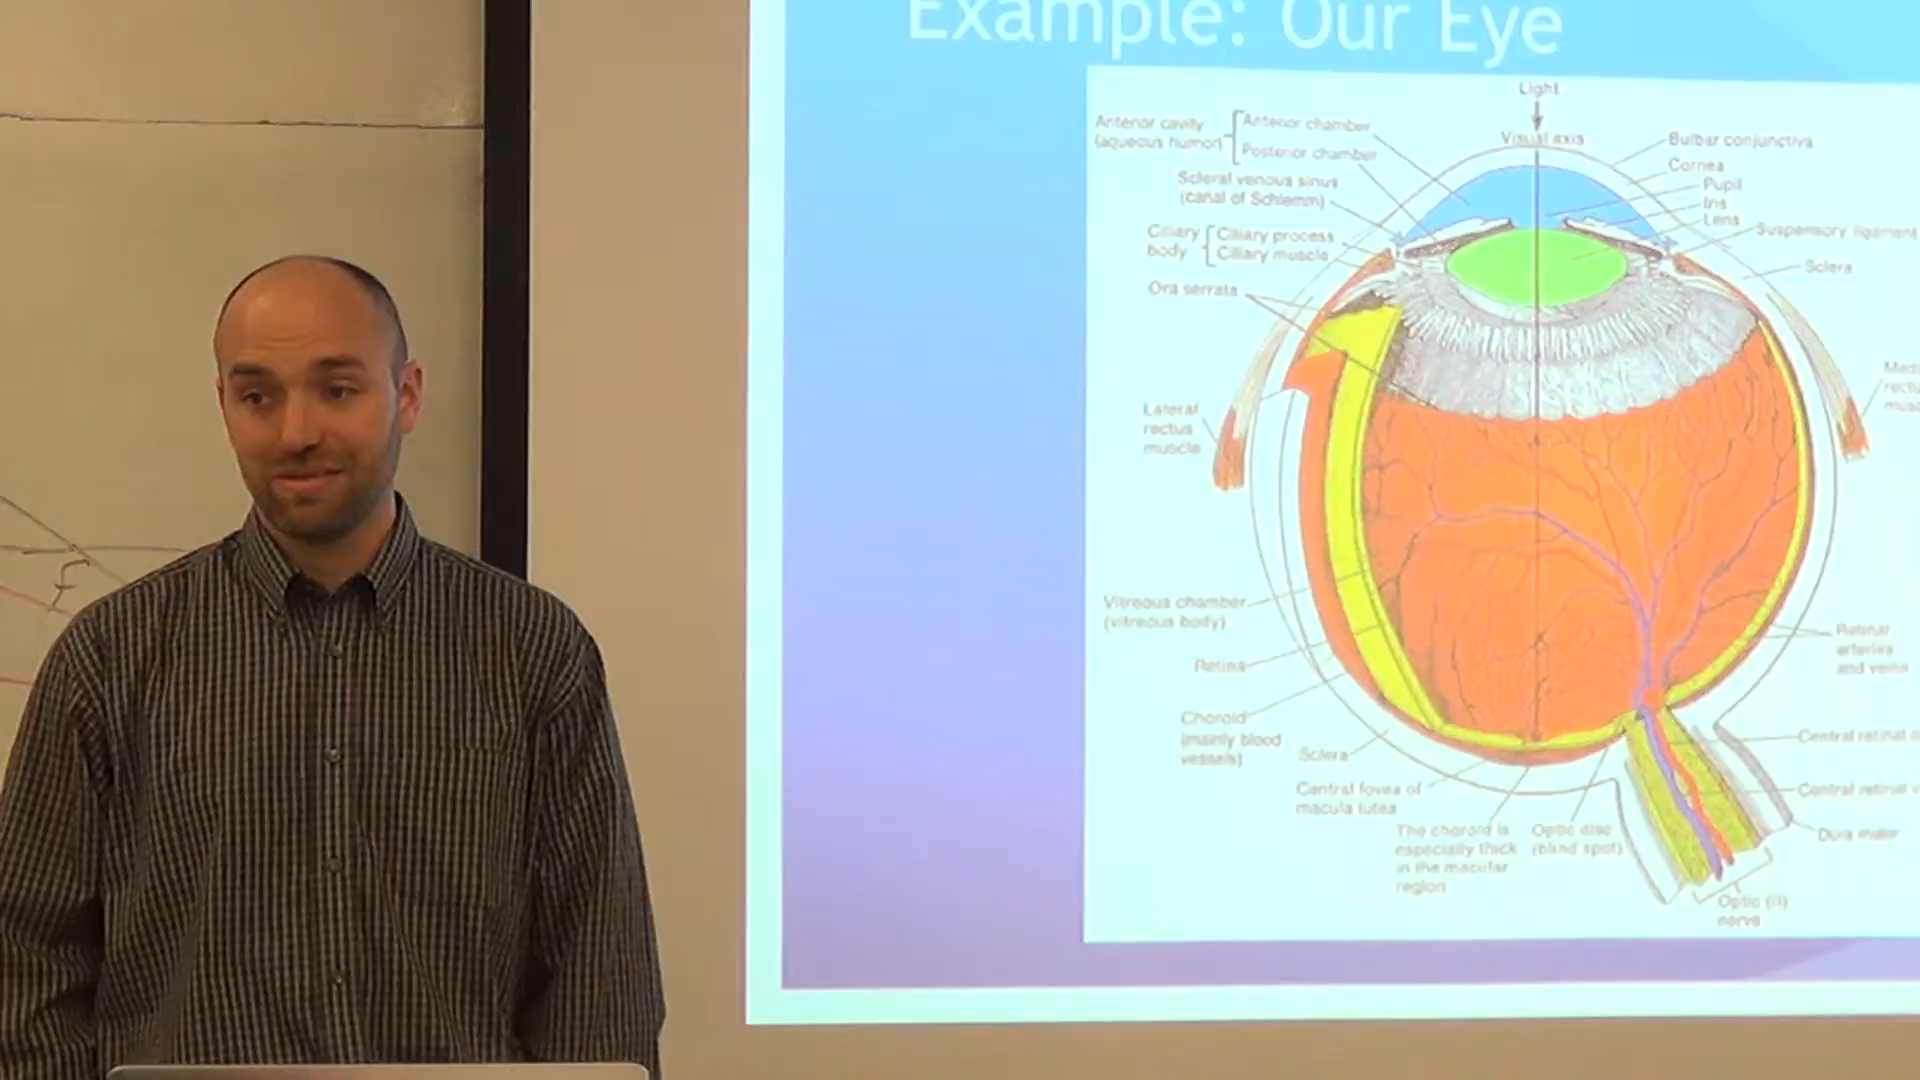 Example: Our Eye
Light
Visual axis
Anterior cavity
(aqueous humor)
Anterior chamber
Posterior chamber
Scleral venous sinus
(canal of Schlemm)
Ciliary
body
Ciliary process
Ciliary muscle
Ora serrata
Lateral
rectus
muscle
Vitreous chamber
(vitreous body)
Retina
Choroid
(mainly blood
vessels)
Sclera
Central fovea of
macula lutea
The choroid is
especially thick
in the macular
region
Optic disc
(blind spot)
Bulbar conjunctiva
Cornea
Pupil
Iris
Lens
Suspensory ligament
Sclera
Retinal
arteries
and veins
Central retinal
Central retinal
Dura mater
Optic (II)
nerve